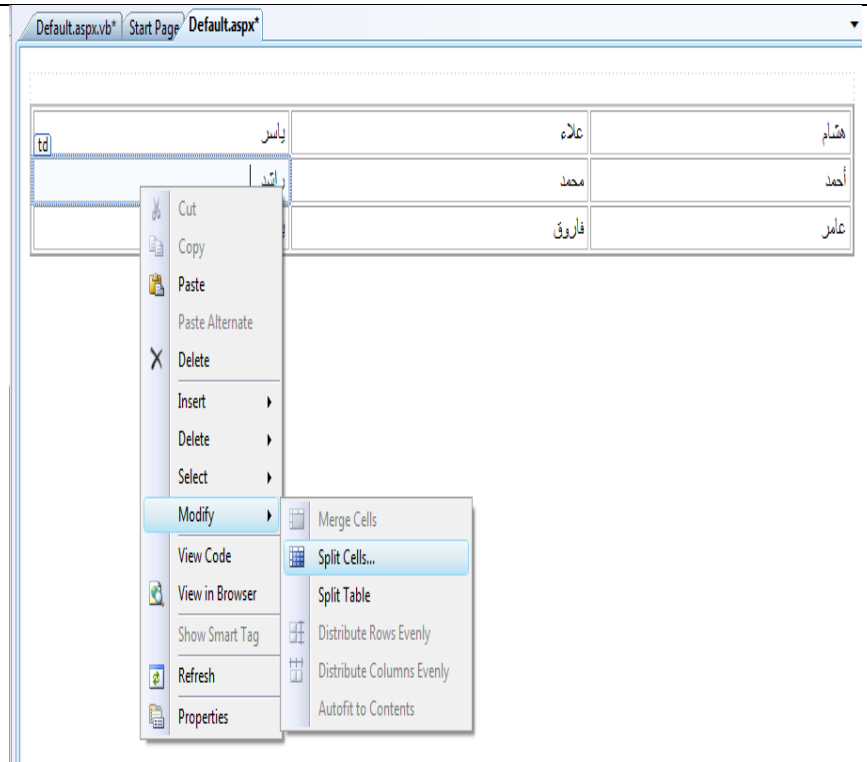 Default.aspx.vb* Start Page Default.aspx*
هشام علاء ياسر
td
أحمد محمد راشد
عامر فاروق
Cut
Copy
Paste
Paste Alternate
Delete
Insert
Delete
Select
Modify
View Code
View in Browser
Show Smart Tag
Refresh
Properties
Merge Cells
Split Cells...
Split Table
Distribute Rows Evenly
Distribute Columns Evenly
Autofit to Contents